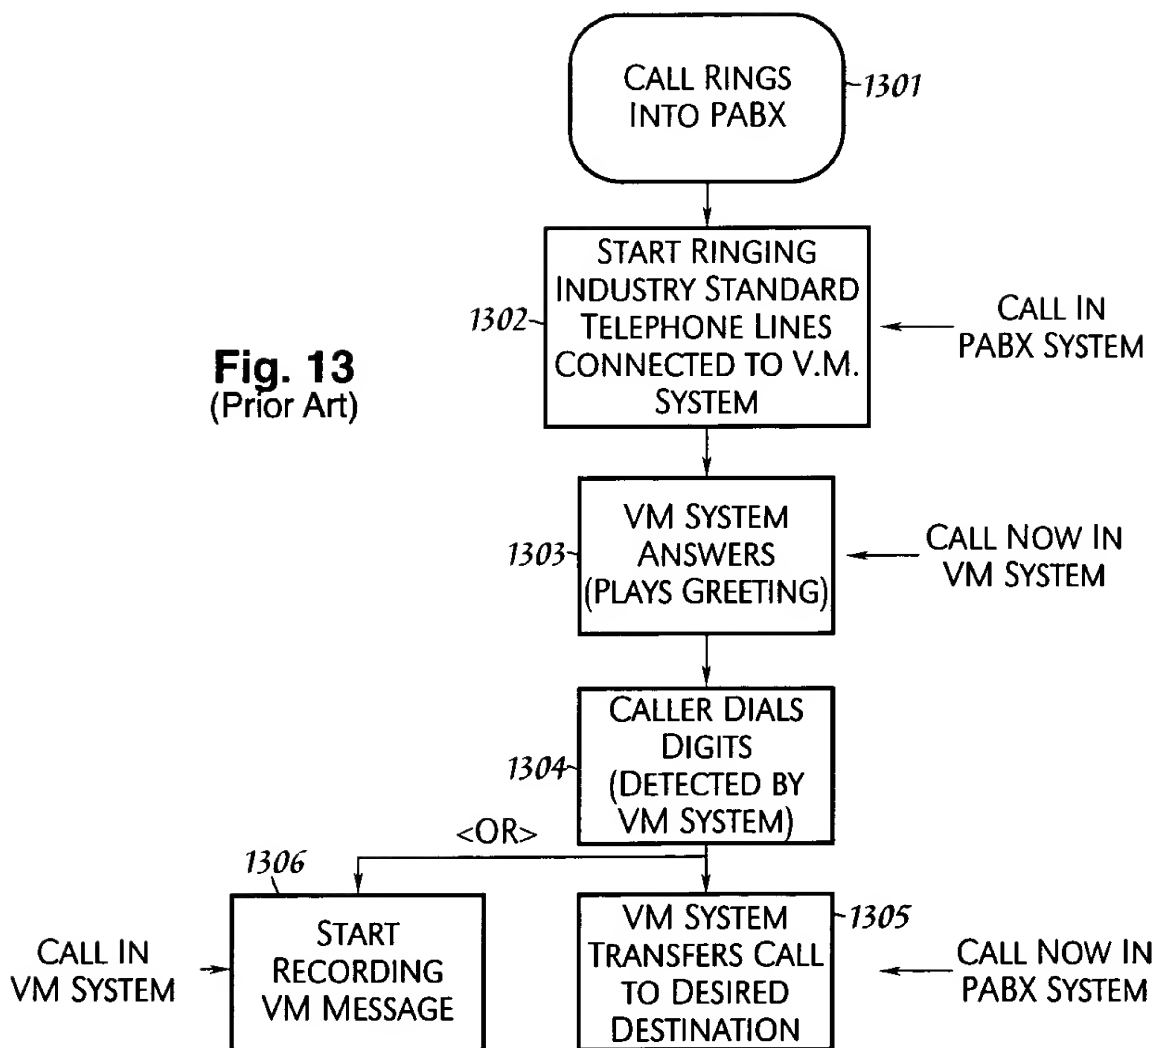 CALL RINGS
INTO PABX
1301
START RINGING
INDUSTRY STANDARD
TELEPHONE LINES
CONNECTED TO V.M.
SYSTEM
1302
CALL IN
PABX SYSTEM
Fig. 13
(Prior Art)
VM SYSTEM
ANSWERS
(PLAYS GREETING)
1303
CALL NOW IN
VM SYSTEM
CALLER DIALS
DIGITS
(DETECTED BY
VM SYSTEM)
1304
<OR>
1306
START
RECORDING
VM MESSAGE
CALL IN
VM SYSTEM
VM SYSTEM
TRANSFERS CALL
TO DESIRED
DESTINATION
1305
CALL NOW IN
PABX SYSTEM